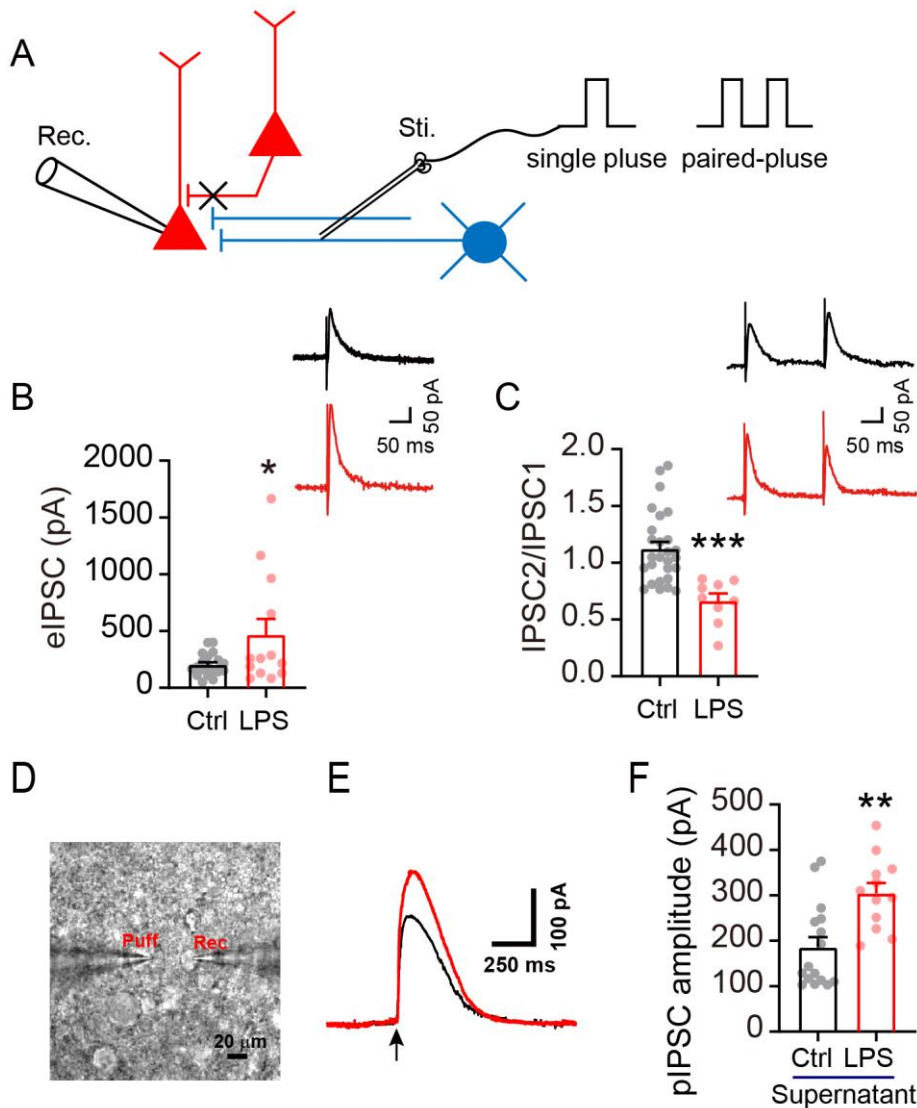 A
Rec.
Sti.
single pluse
paired-pluse
B
eIPSC (pA)
2000
1500
1000
500
0
*
Ctrl
LPS
50 ms
50 pA
C
IPSC2/IPSC1
2.0
1.5
1.0
0.5
0.0
***
Ctrl
LPS
50 ms
50 pA
D
Puff
Rec
20 μm
E
250 ms
100 pA
F
pIPSC amplitude (pA)
500
400
300
200
100
0
**
Ctrl
LPS
Supernatant